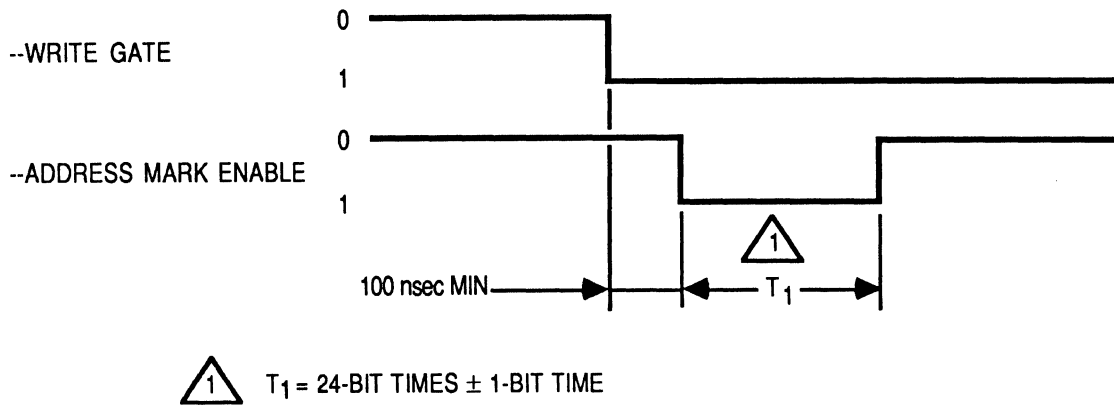 0
--WRITE GATE
1
0
--ADDRESS MARK ENABLE
1
1
100 nsec MIN
T1
1 T1 = 24-BIT TIMES ± 1-BIT TIME